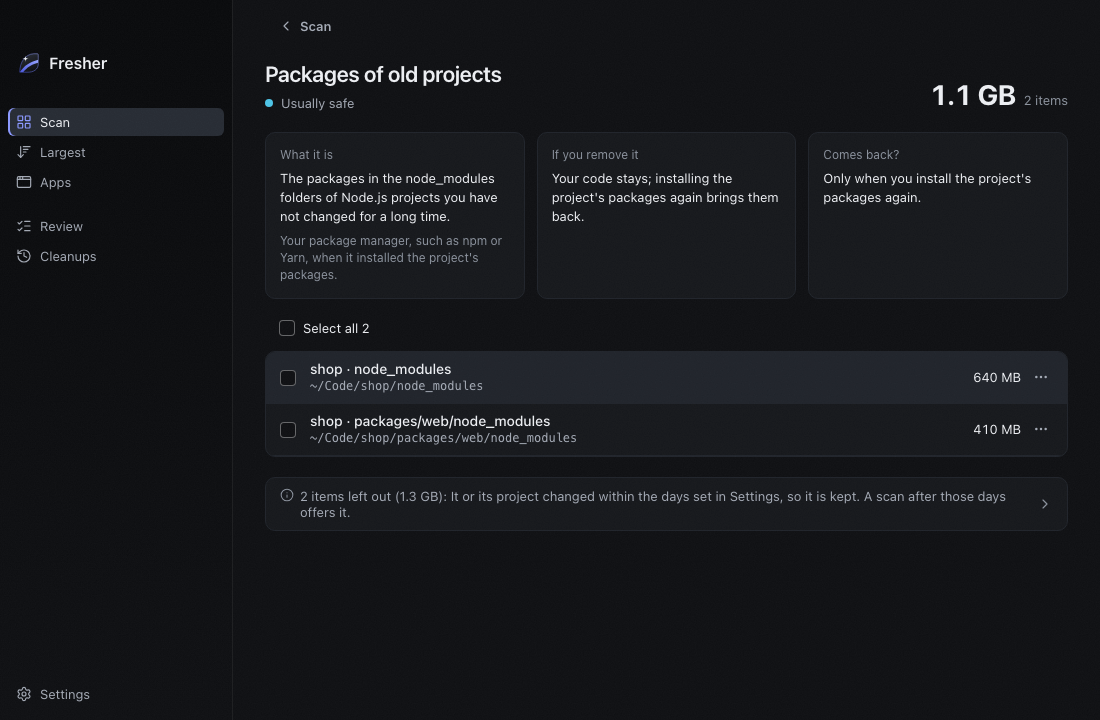 Scan
Fresher
Packages of old projects
Usually safe
1.1 GB 2 items
Scan
Largest
Apps
Review
Cleanups
What it is
The packages in the node_modules
folders of Node.js projects you have
not changed for a long time.
Your package manager, such as npm or
Yarn, when it installed the project's
packages.
If you remove it
Your code stays; installing the
project's packages again brings them
back.
Comes back?
Only when you install the project's
packages again.
Select all 2
shop · node_modules
~/Code/shop/node_modules
640 MB
shop · packages/web/node_modules
~/Code/shop/packages/web/node_modules
410 MB
2 items left out (1.3 GB): It or its project changed within the days set in Settings, so it is kept. A scan after those days
offers it.
Settings